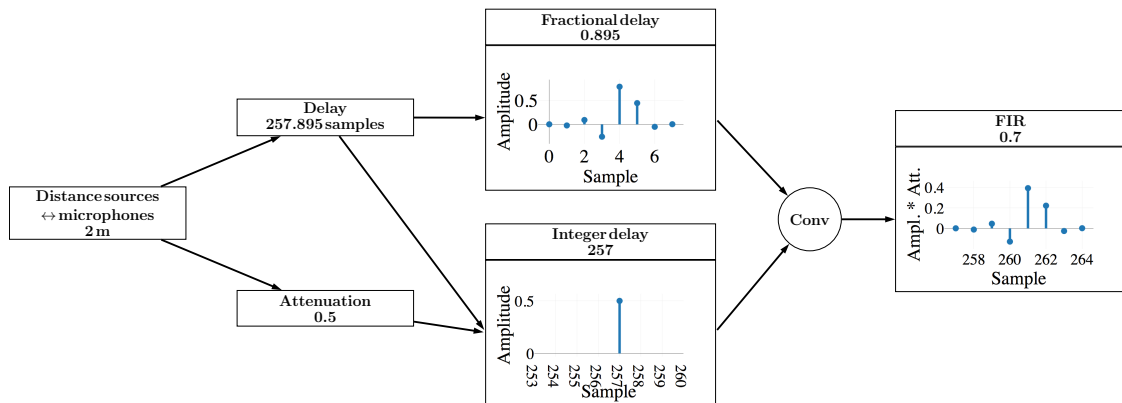 Distance sources
↔ microphones
2 m
Delay
257.895 samples
Attenuation
0.5
Fractional delay
0.895
Amplitude
0.5
0
0 2 4 6
Sample
Integer delay
257
Amplitude
0.5
0
253 254 255 256 257 258 259 260
Sample
Conv
FIR
0.7
Ampl. * Att.
0.4
0.2
0
258 260 262 264
Sample